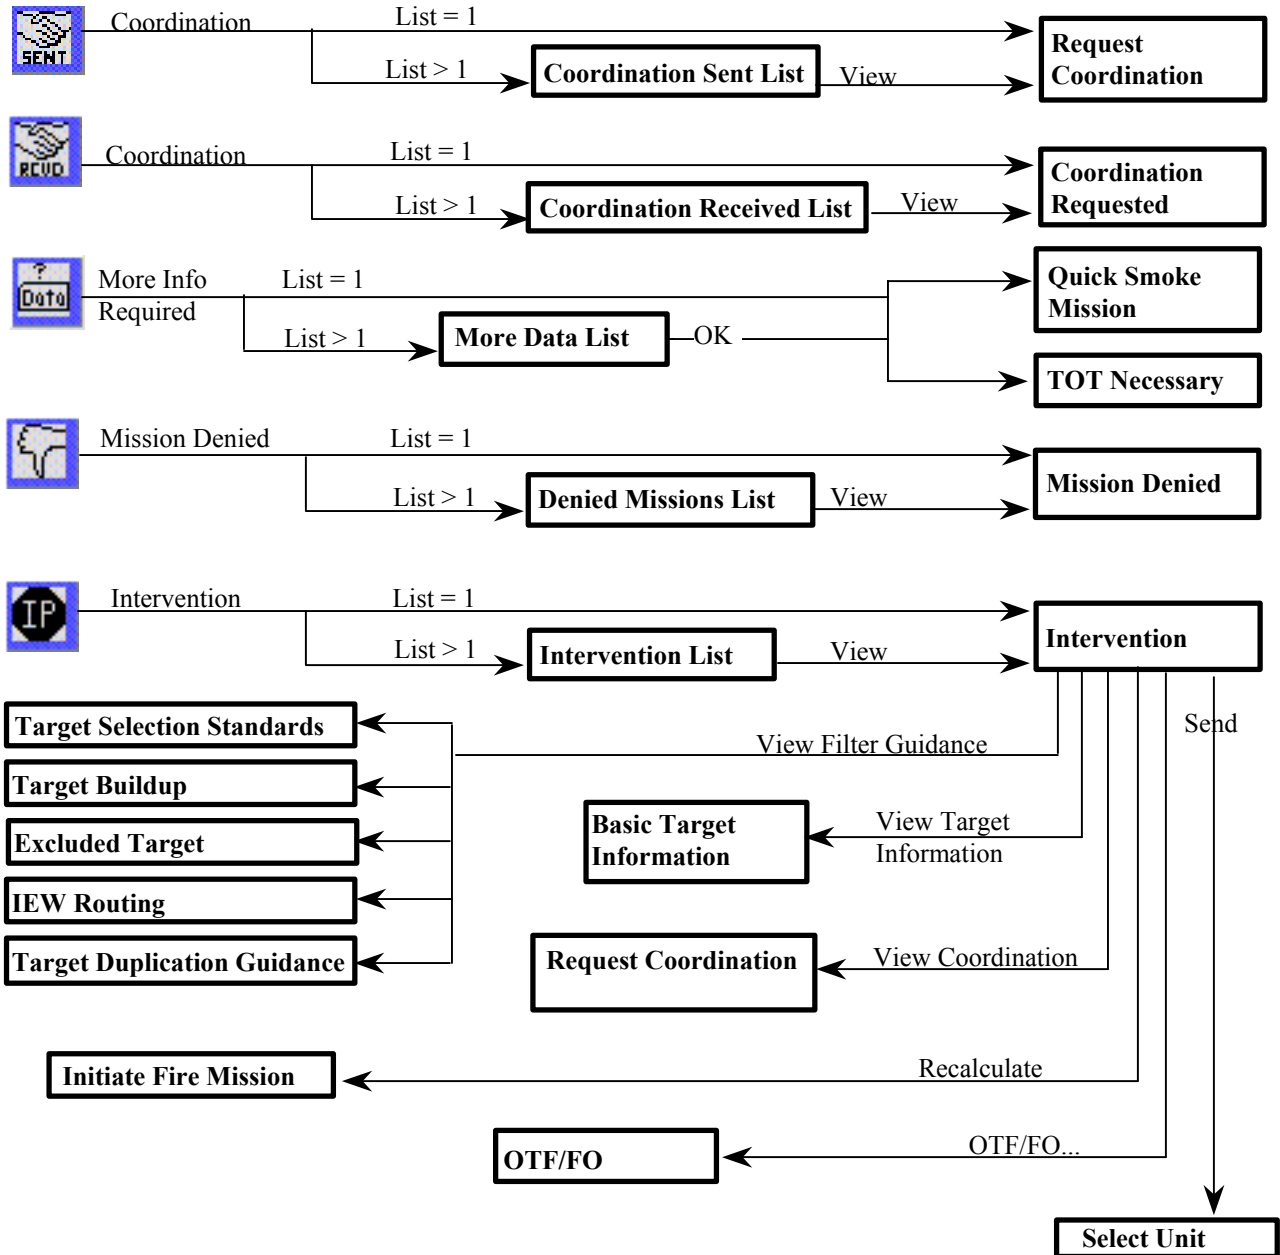 SENT
Coordination
List = 1
List > 1
Coordination Sent List
View
Request
Coordination
RCVD
Coordination
List = 1
List > 1
Coordination Received List
View
Coordination
Requested
?
Data
More Info
Required
List = 1
List > 1
More Data List
OK
Quick Smoke
Mission
TOT Necessary
Mission Denied
List = 1
List > 1
Denied Missions List
View
Mission Denied
IP
Intervention
List = 1
List > 1
Intervention List
View
Intervention
Send
View Filter Guidance
Target Selection Standards
Target Buildup
Excluded Target
IEW Routing
Target Duplication Guidance
Basic Target
Information
View Target
Information
Request Coordination
View Coordination
Initiate Fire Mission
Recalculate
OTF/FO
OTF/FO...
Select Unit